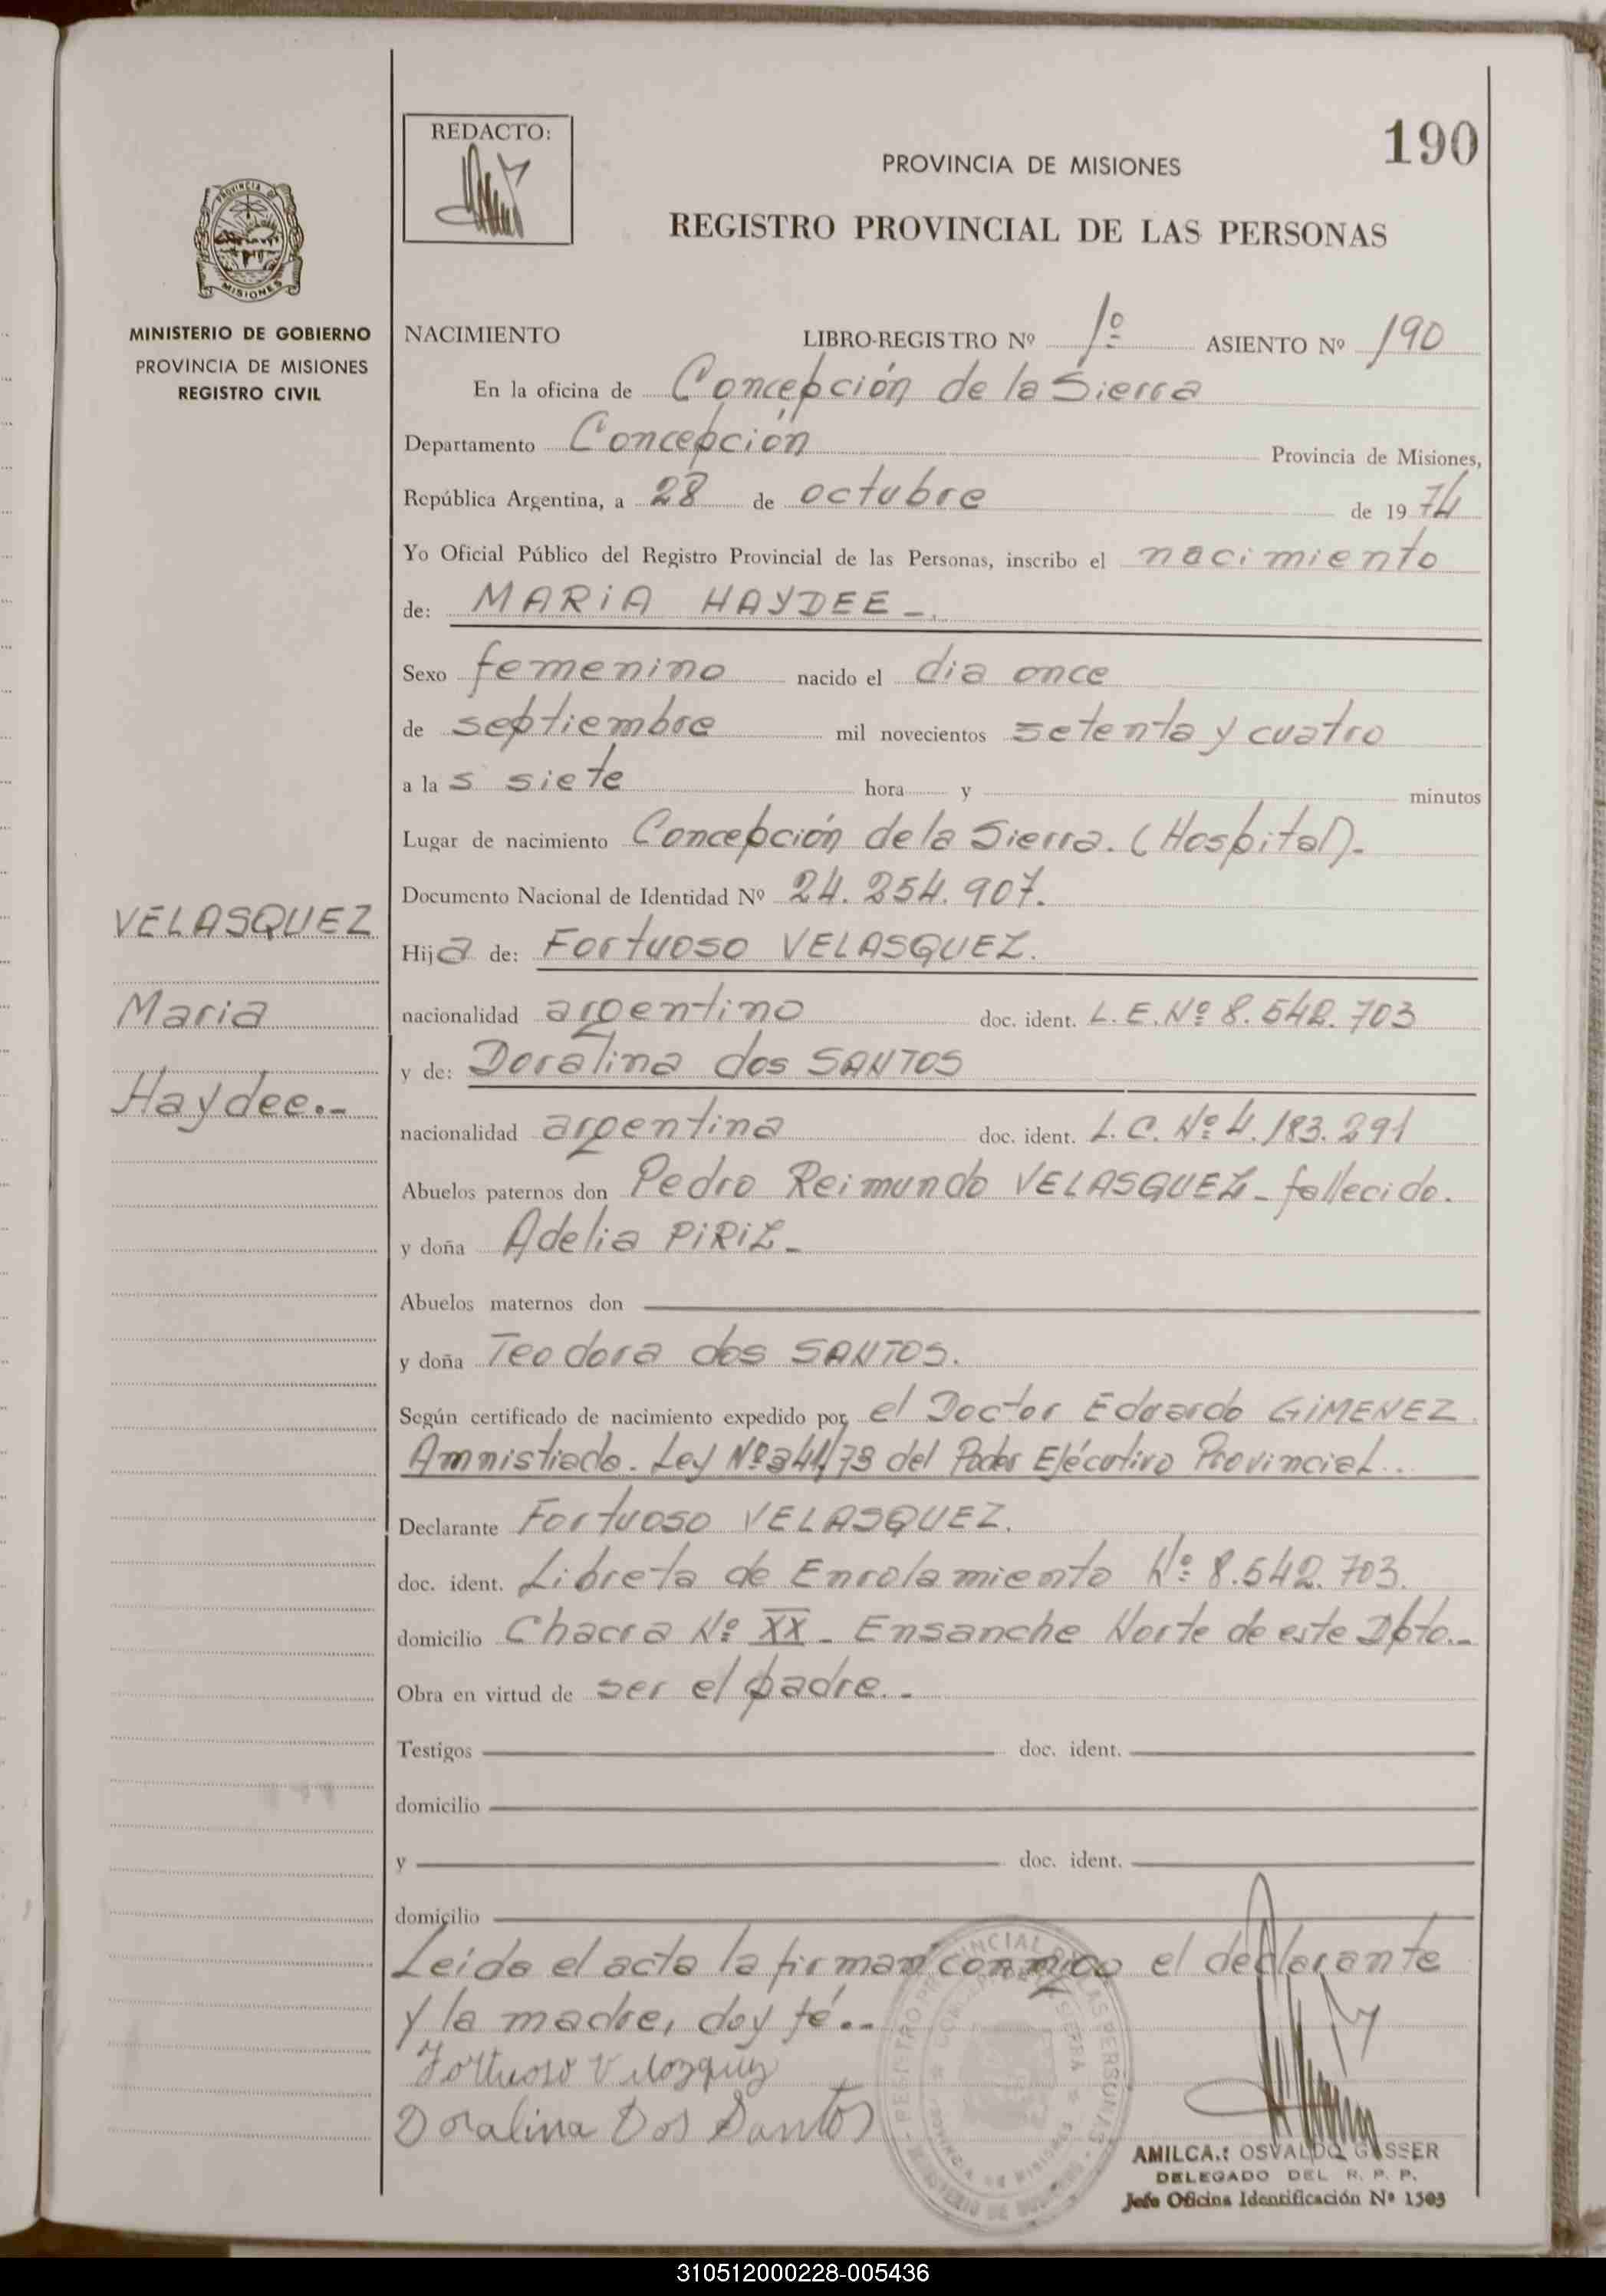 190
REDACTO:
PROVINCIA DE MISIONES
REGISTRO PROVINCIAL DE LAS PERSONAS
PROVINCIA DE
MISIONES
MINISTERIO DE GOBIERNO
PROVINCIA DE MISIONES
REGISTRO CIVIL
NACIMIENTO LIBRO-REGISTRO Nº 1º ASIENTO Nº 190
En la oficina de Concepción de la Sierra
Departamento Concepción Provincia de Misiones,
República Argentina, a 28 de octubre de 1974
Yo Oficial Público del Registro Provincial de las Personas, inscribo el nacimiento
de: MARIA HAYDEE-.
Sexo femenino nacido el dia once
de septiembre mil novecientos setenta y cuatro
a las siete hora y minutos
Lugar de nacimiento Concepción de la Sierra. (Hospital).-
Documento Nacional de Identidad Nº 24.254.907.
VELASQUEZ
Maria
Haydee.-
Hija de: Fortuoso VELASQUEZ.
nacionalidad argentino doc. ident. L.E.Nº 8.542.703
y de: Doralina dos SANTOS
nacionalidad argentina doc. ident. L.C. Nº 4.183.291
Abuelos paternos don Pedro Reimundo VELASQUEZ-fallecido.
y doña Adelia PIRIZ-
Abuelos maternos don
y doña Teodora dos SANTOS.
Según certificado de nacimiento expedido por el Doctor Eduardo GIMENEZ.
Amnistiado. Ley Nº 341/73 del Poder Ejécutivo Provincial...
Declarante Fortuoso VELASQUEZ.
doc. ident. Libreta de Enrolamiento Nº 8.542.703.
domicilio Chacra Nº XX - Ensanche Norte de este Dpto.-
Obra en virtud de ser el padre..-
Testigos doc. ident.
domicilio
y doc. ident.
domicilio
Leida el acta la firman conmigo el declarante
y la madre, doy fé..-
Fortuoso Velazquez
Doralina Dos Santos
AMILCAR OSVALDO GASSER
DELEGADO DEL R. P. P.
Jefe Oficina Identificación Nº 1503
310512000228-005436